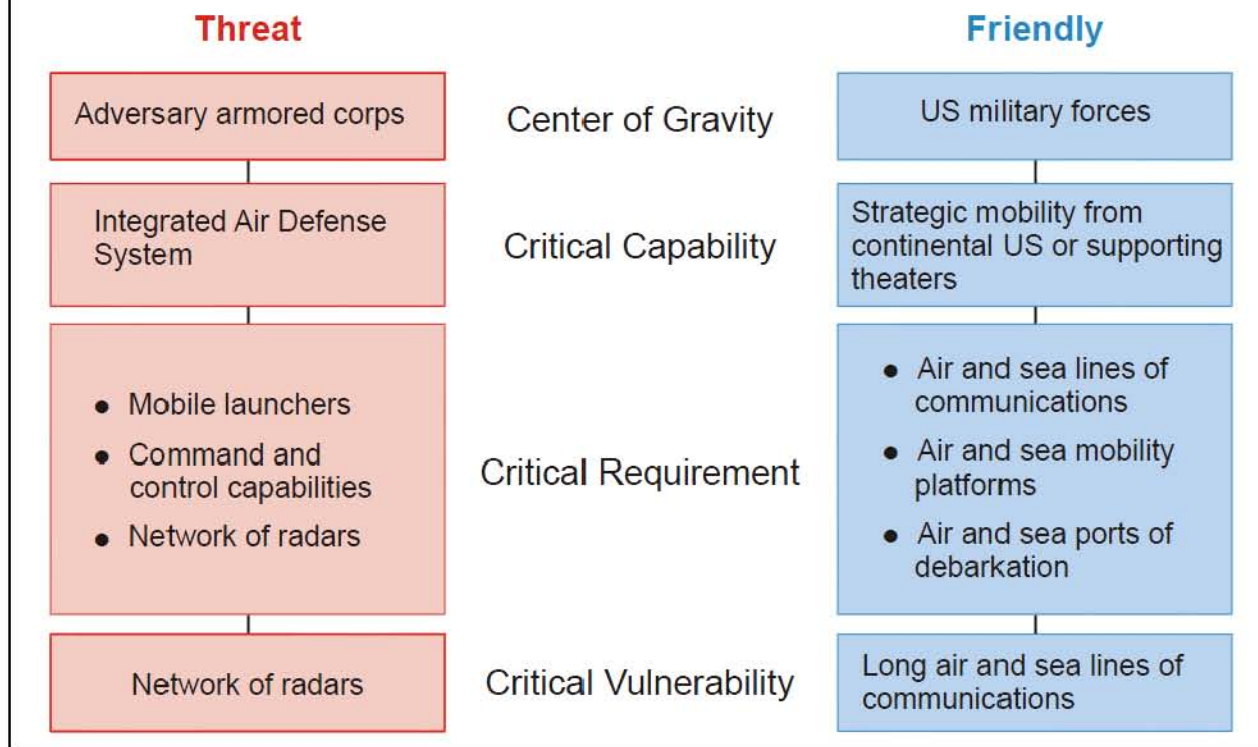 Threat
Friendly
Adversary armored corps
Center of Gravity
US military forces
Integrated Air Defense
System
Critical Capability
Strategic mobility from
continental US or supporting
theaters
● Mobile launchers
● Command and
control capabilities
● Network of radars
Critical Requirement
● Air and sea lines of
communications
● Air and sea mobility
platforms
● Air and sea ports of
debarkation
Network of radars
Critical Vulnerability
Long air and sea lines of
communications